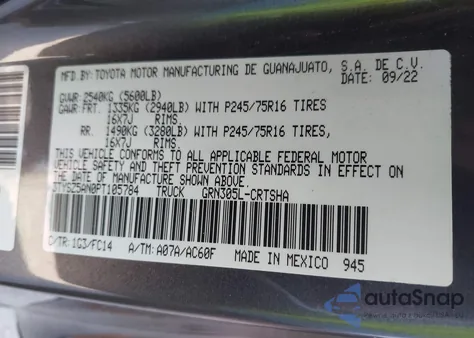 MFD.BY: TOYOTA MOTOR MANUFACTURING DE GUANAJUATO, S.A. DE C.V.
DATE: 09/22
GVWR: 2540KG (5600LB)
GAWR: FRT. 1335KG (2940LB) WITH P245/75R16 TIRES
16X7J RIMS,
RR. 1490KG (3280LB) WITH P245/75R16 TIRES,
16X7J RIMS.
THIS VEHICLE CONFORMS TO ALL APPLICABLE FEDERAL MOTOR
VEHICLE SAFETY AND THEFT PREVENTION STANDARDS IN EFFECT ON
THE DATE OF MANUFACTURE SHOWN ABOVE.
3TYSZ5AN0PT105784 TRUCK GRN305L-CRTSHA
C/TR: 1G3/FC14 A/TM: A07A/AC60F MADE IN MEXICO 945
autoSnap